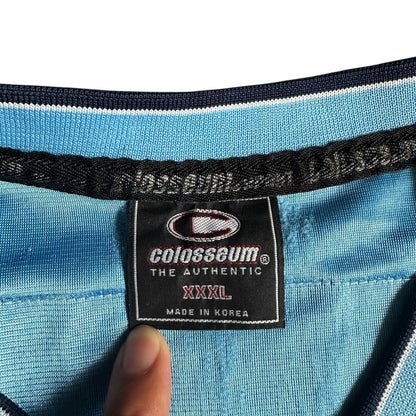 colosseum
colosseum®
THE AUTHENTIC
XXXL
MADE IN KOREA